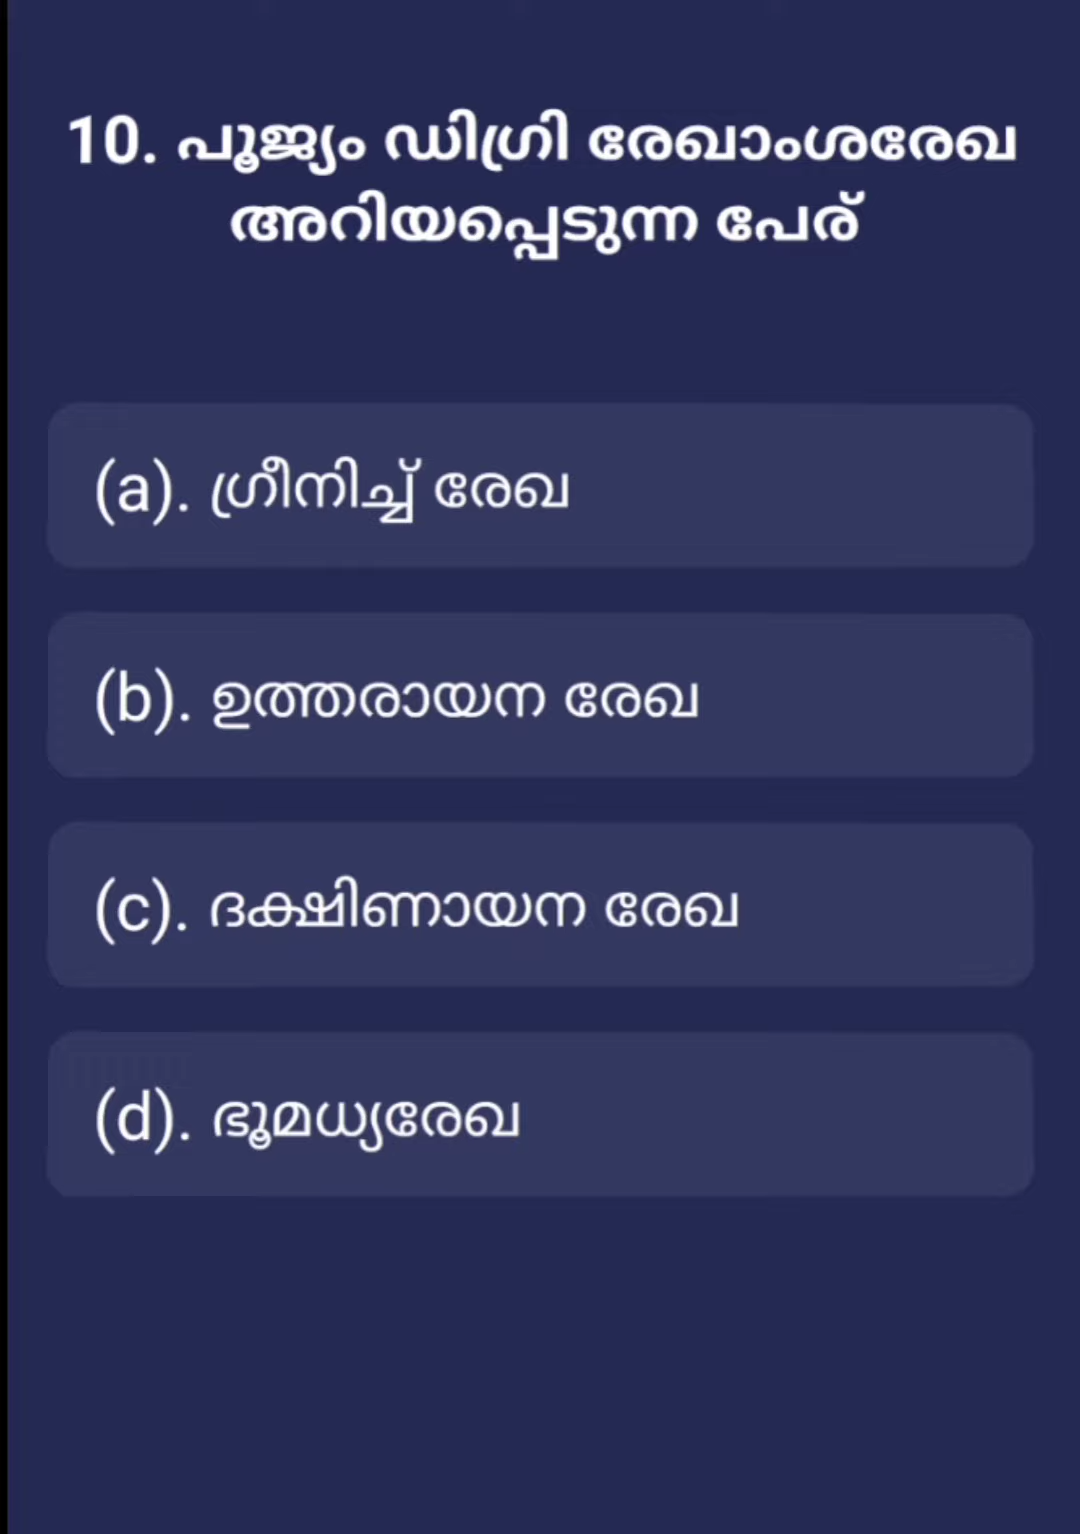 10. പൂജ്യം ഡിഗ്രി രേഖാംശരേഖ
അറിയപ്പെടുന്ന പേര്
(a). ഗ്രീനിച്ച് രേഖ
(b). ഉത്തരായന രേഖ
(c). ദക്ഷിണായന രേഖ
(d). ഭൂമധ്യരേഖ